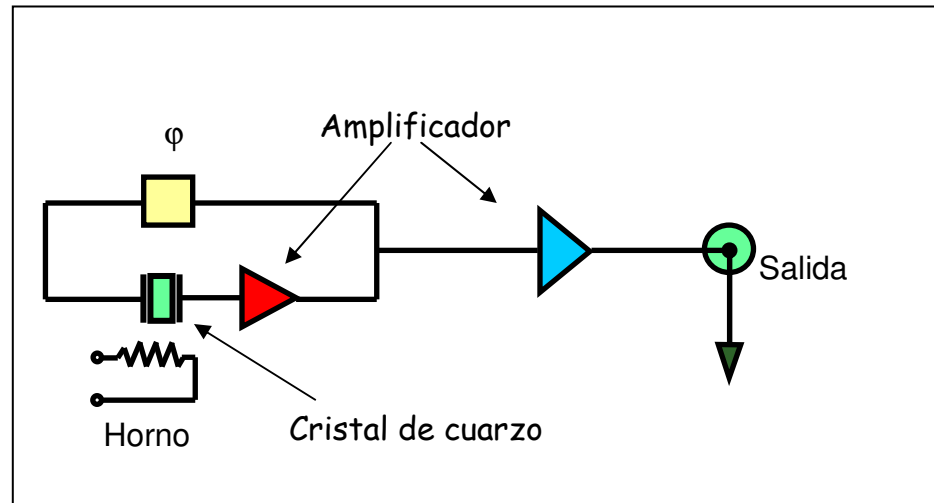 φ
Amplificador
Salida
Cristal de cuarzo
Horno